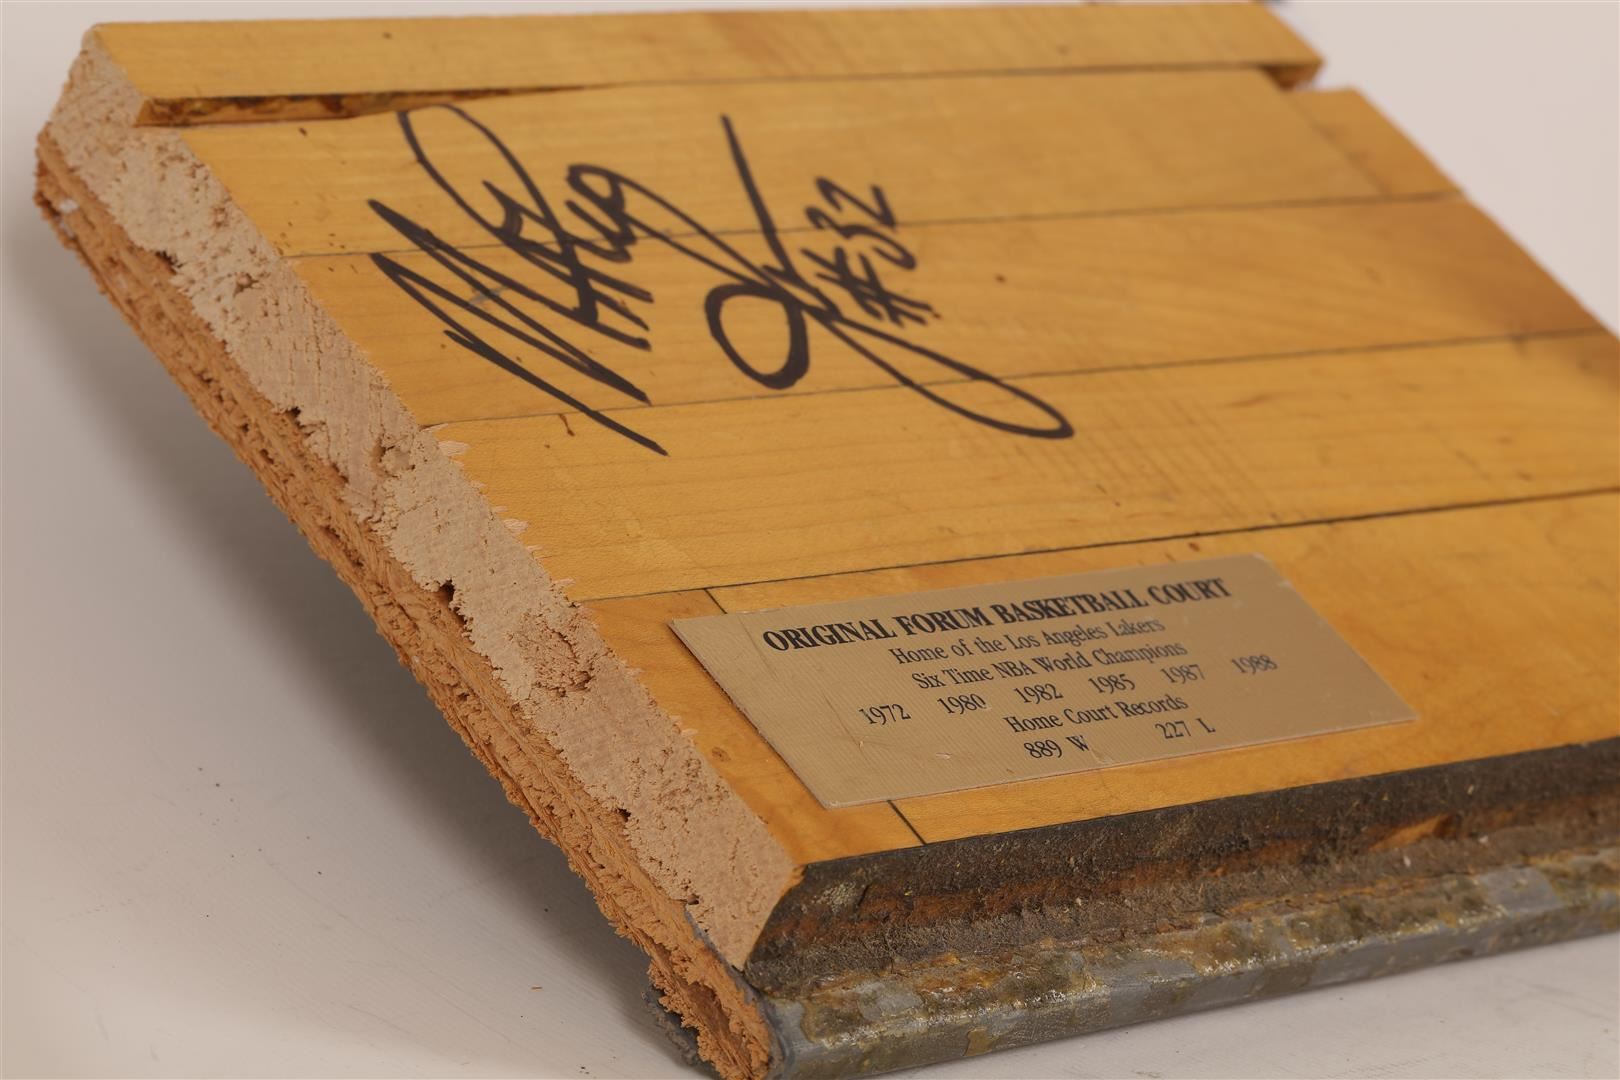 Magic J #32
ORIGINAL FORUM BASKETBALL COURT
Home of the Los Angeles Lakers
Six Time NBA World Champions
1972 1980 1982 1985 1987 1988
Home Court Records
889 W 227 L